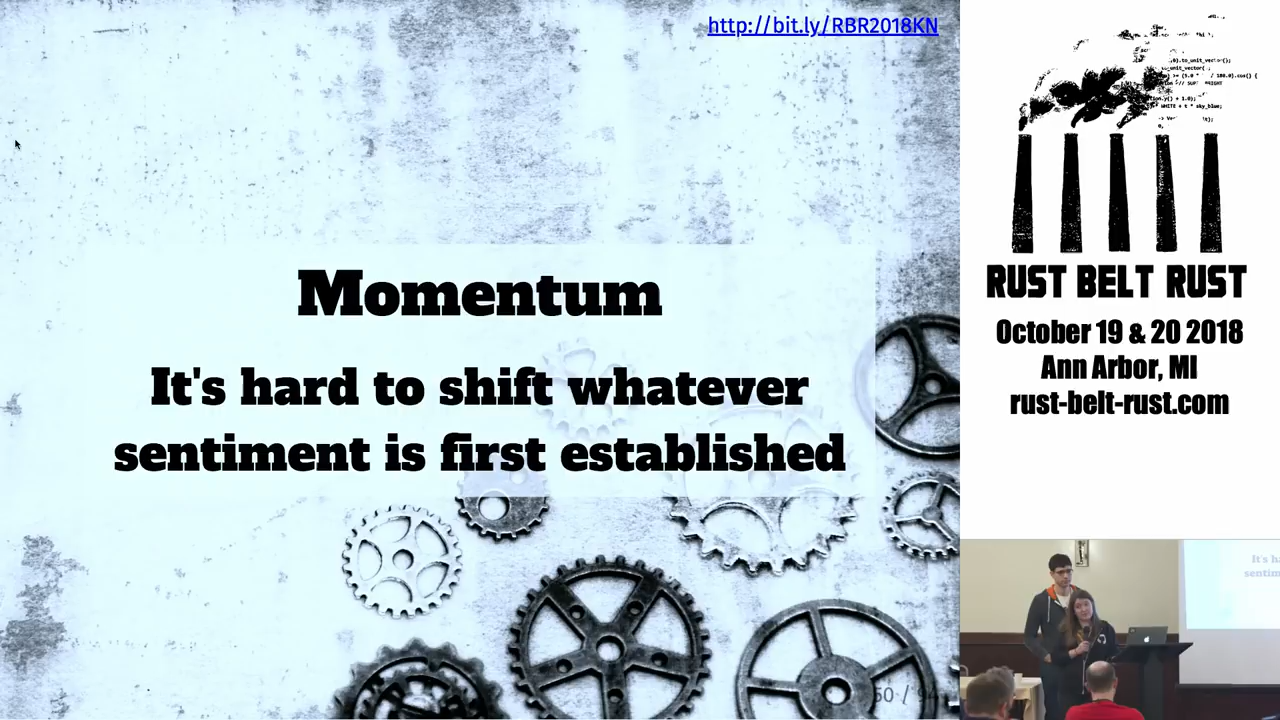 http://bit.ly/RBR2018KN
Momentum
It's hard to shift whatever
sentiment is first established
RUST BELT RUST
October 19 & 20 2018
Ann Arbor, MI
rust-belt-rust.com